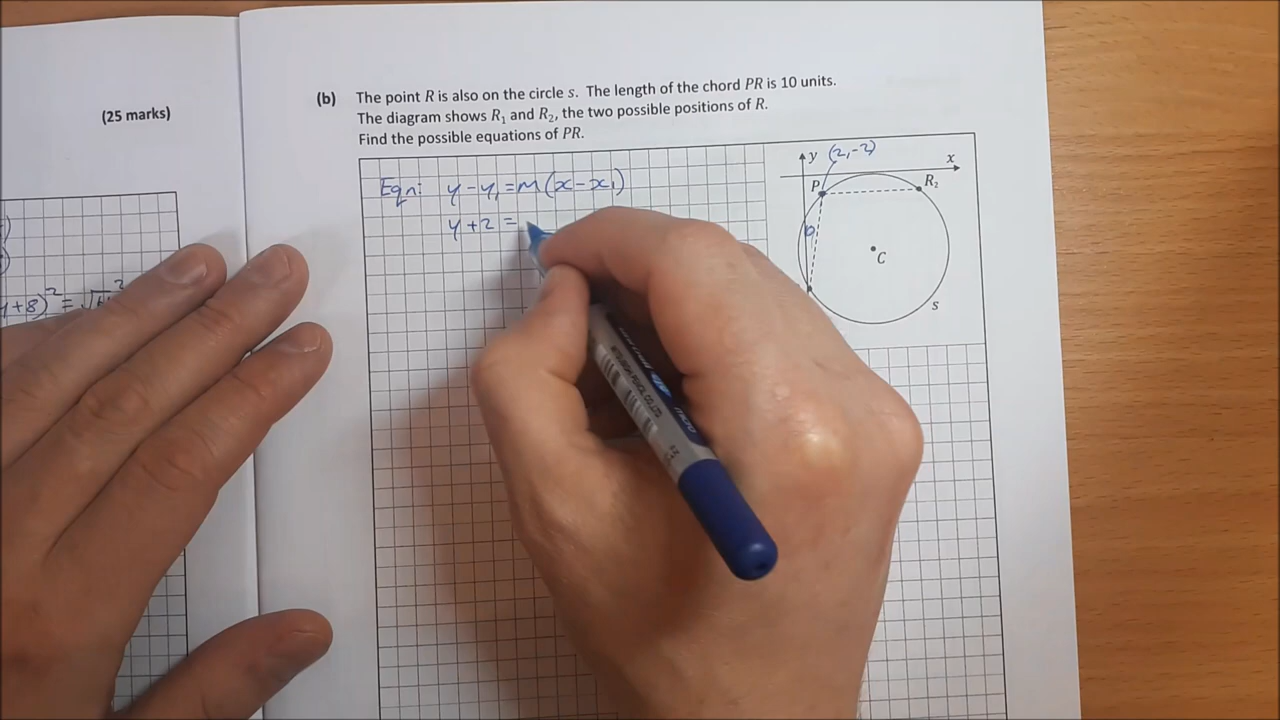 (25 marks)
(b) The point R is also on the circle s. The length of the chord PR is 10 units.
The diagram shows R₁ and R₂, the two possible positions of R.
Find the possible equations of PR.
Eqn: y - y₁ = m(x - x₁)
y + 2 =
(2, -2)
y
x
P
R₂
C
s
+8)² =